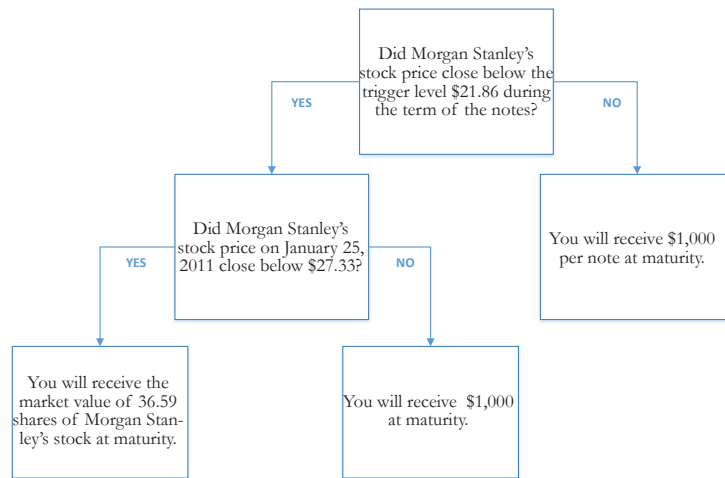 Did Morgan Stanley's
stock price close below the
trigger level $21.86 during
the term of the notes?
YES
NO
Did Morgan Stanley's
stock price on January 25,
2011 close below $27.33?
You will receive $1,000
per note at maturity.
YES
NO
You will receive the
market value of 36.59
shares of Morgan Stan-
ley's stock at maturity.
You will receive $1,000
at maturity.